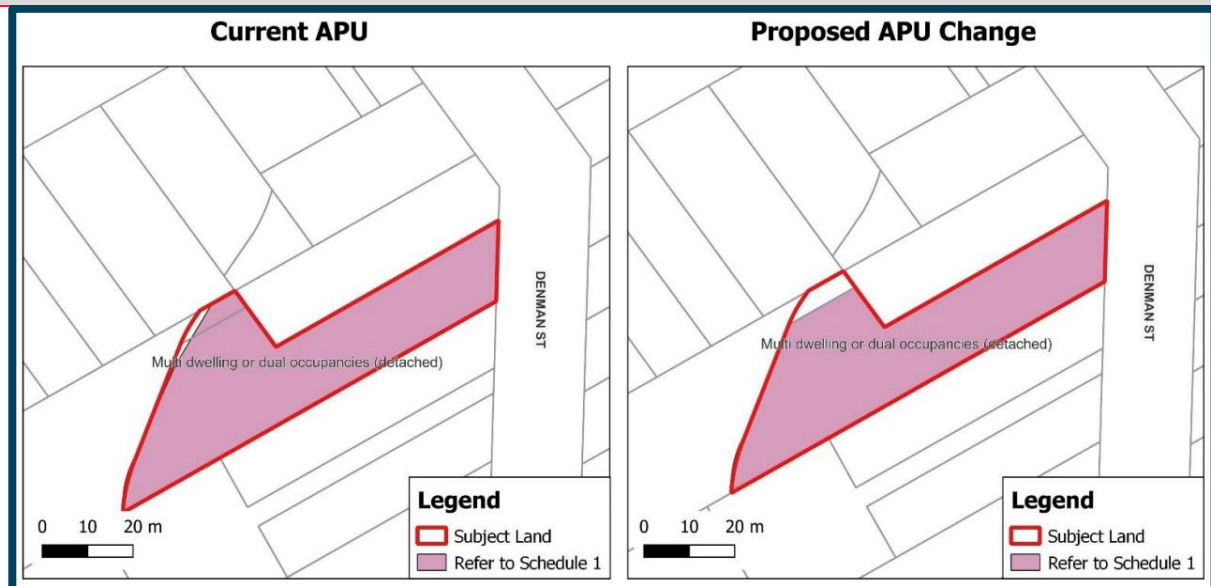 Current APU
DENMAN ST
Multi dwelling or dual occupancies (detached)
0 10 20 m
Legend
Subject Land
Refer to Schedule 1
Proposed APU Change
DENMAN ST
Multi dwelling or dual occupancies (detached)
0 10 20 m
Legend
Subject Land
Refer to Schedule 1